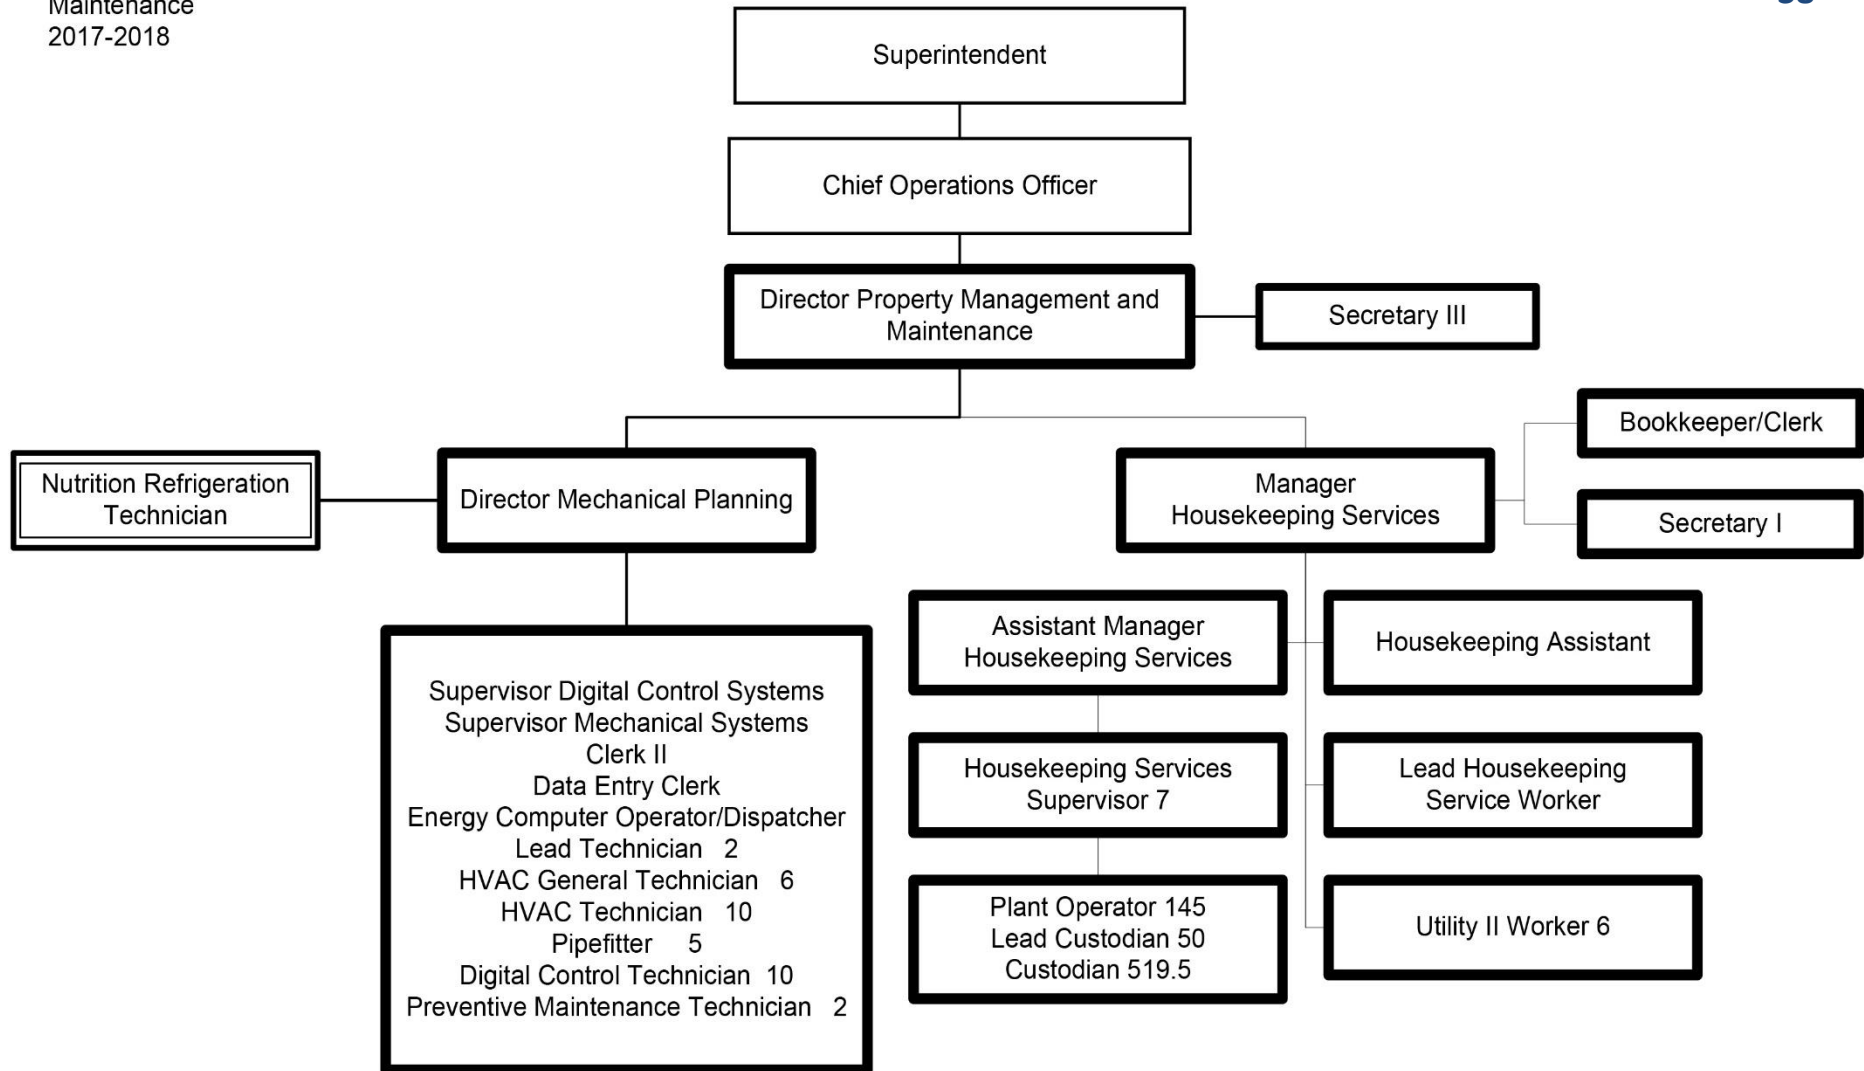 Maintenance
2017-2018
Superintendent
Chief Operations Officer
Director Property Management and
Maintenance
Secretary III
Bookkeeper/Clerk
Nutrition Refrigeration
Technician
Director Mechanical Planning
Manager
Housekeeping Services
Secretary I
Assistant Manager
Housekeeping Services
Housekeeping Assistant
Supervisor Digital Control Systems
Supervisor Mechanical Systems
Clerk II
Data Entry Clerk
Energy Computer Operator/Dispatcher
Lead Technician 2
HVAC General Technician 6
HVAC Technician 10
Pipefitter 5
Digital Control Technician 10
Preventive Maintenance Technician 2
Housekeeping Services
Supervisor 7
Lead Housekeeping
Service Worker
Plant Operator 145
Lead Custodian 50
Custodian 519.5
Utility II Worker 6